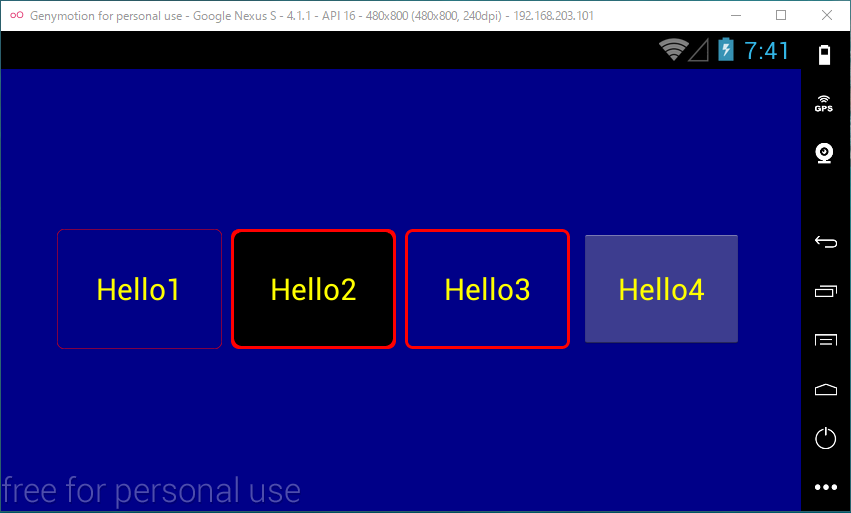 Genymotion for personal use - Google Nexus S - 4.1.1 - API 16 - 480x800 (480x800, 240dpi) - 192.168.203.101
7:41
GPS
Hello1 Hello2 Hello3 Hello4
free for personal use